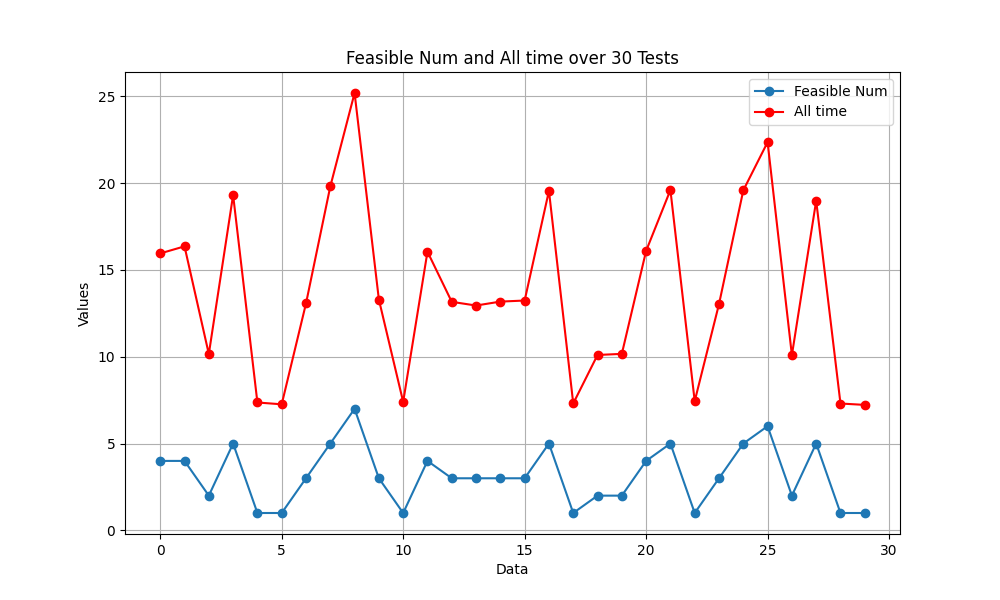 Feasible Num and All time over 30 Tests
Feasible Num
All time
Values
25
20
15
10
5
0
0 5 10 15 20 25 30
Data